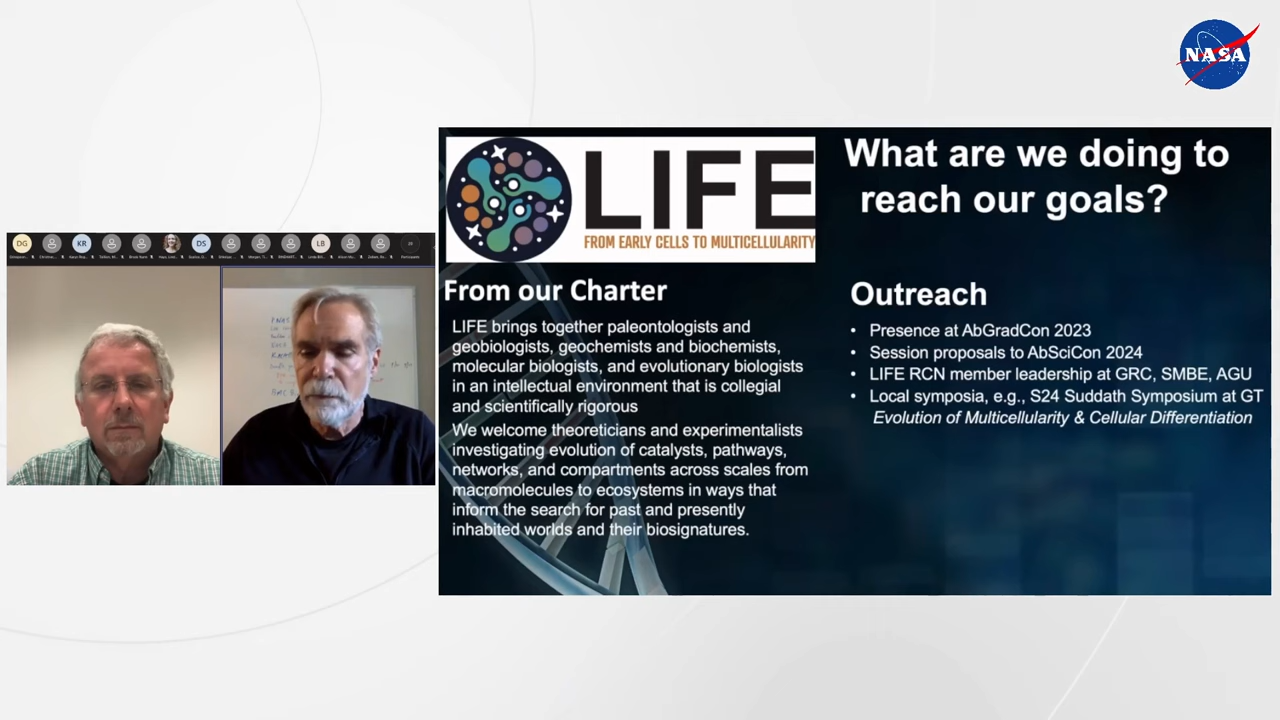 NASA
LIFE
FROM EARLY CELLS TO MULTICELLULARITY
What are we doing to
reach our goals?
From our Charter
LIFE brings together paleontologists and
geobiologists, geochemists and biochemists,
molecular biologists, and evolutionary biologists
in an intellectual environment that is collegial
and scientifically rigorous
We welcome theoreticians and experimentalists
investigating evolution of catalysts, pathways,
networks, and compartments across scales from
macromolecules to ecosystems in ways that
inform the search for past and presently
inhabited worlds and their biosignatures.
Outreach
• Presence at AbGradCon 2023
• Session proposals to AbSciCon 2024
• LIFE RCN member leadership at GRC, SMBE, AGU
• Local symposia, e.g., S24 Suddath Symposium at GT
Evolution of Multicellularity & Cellular Differentiation
DG
KR
DS
LB